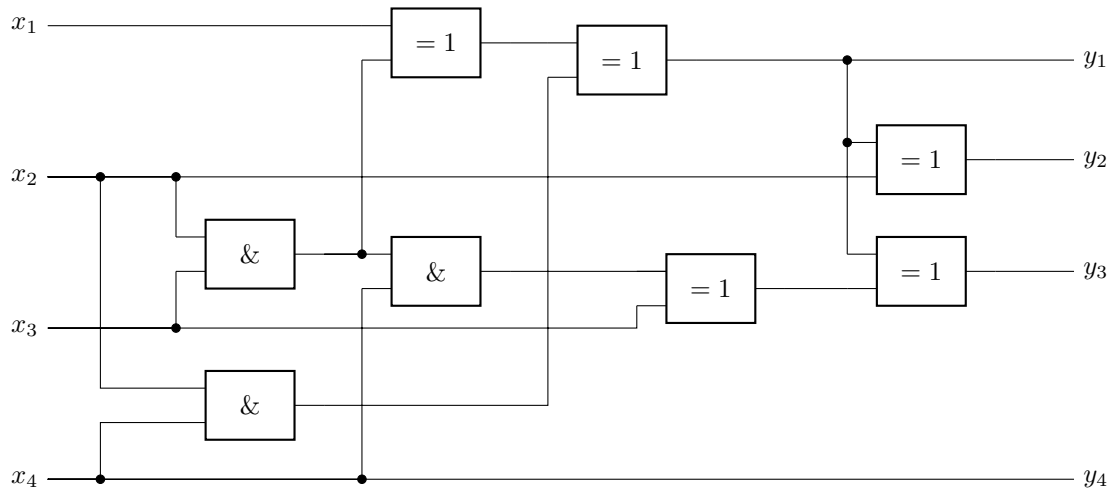 x₁
= 1
= 1
y₁
= 1
y₂
x₂
&
&
= 1
= 1
y₃
x₃
&
x₄
y₄